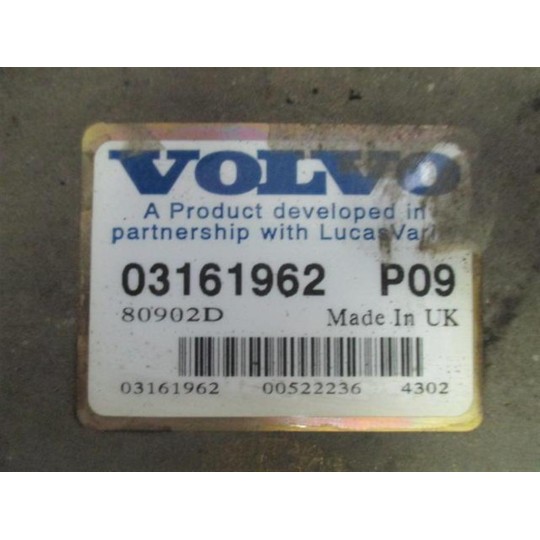 VOLVO
A Product developed in
partnership with Lucas
03161962 P09
80902D Made In UK
03161962 00522236 4302